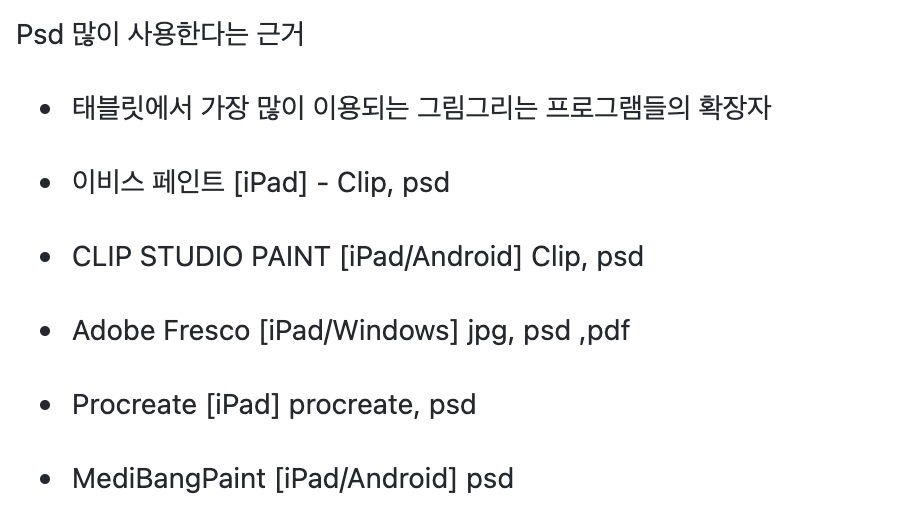 Psd 많이 사용한다는 근거
• 태블릿에서 가장 많이 이용되는 그림그리는 프로그램들의 확장자
• 이비스 페인트 [iPad] - Clip, psd
• CLIP STUDIO PAINT [iPad/Android] Clip, psd
• Adobe Fresco [iPad/Windows] jpg, psd ,pdf
• Procreate [iPad] procreate, psd
• MediBangPaint [iPad/Android] psd